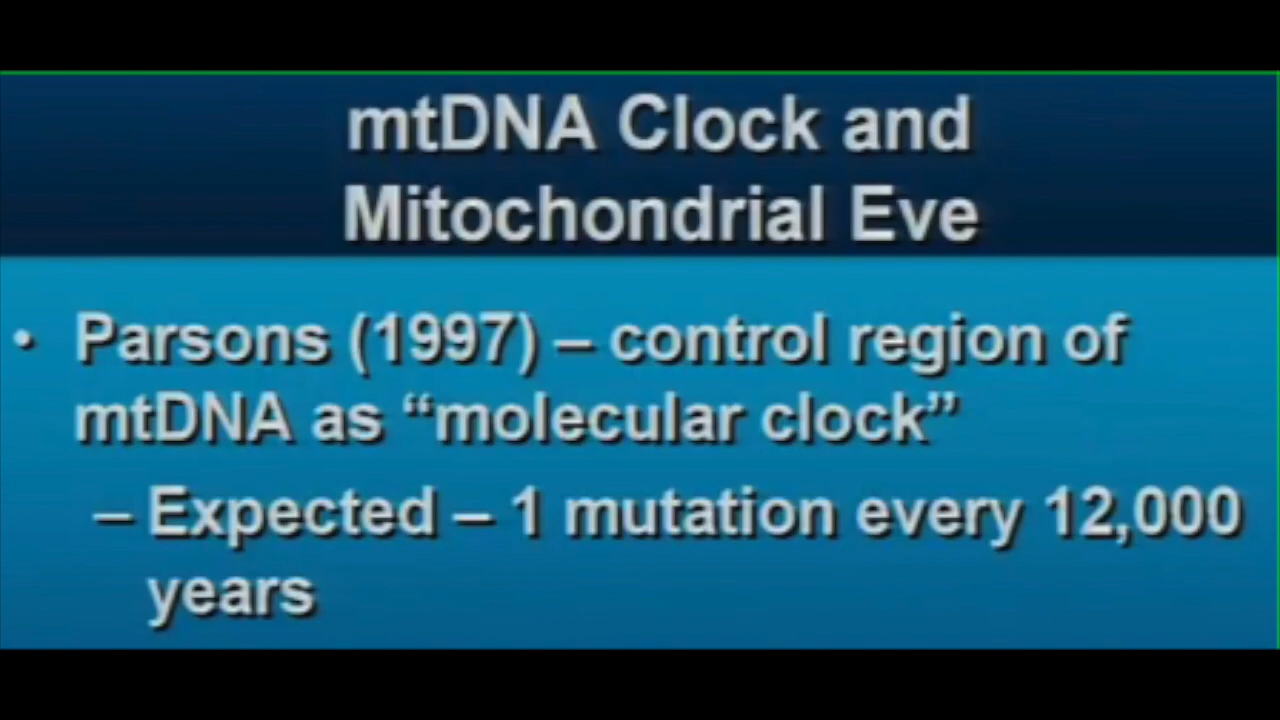 mtDNA Clock and
Mitochondrial Eve
• Parsons (1997) – control region of
mtDNA as “molecular clock”
– Expected – 1 mutation every 12,000
years